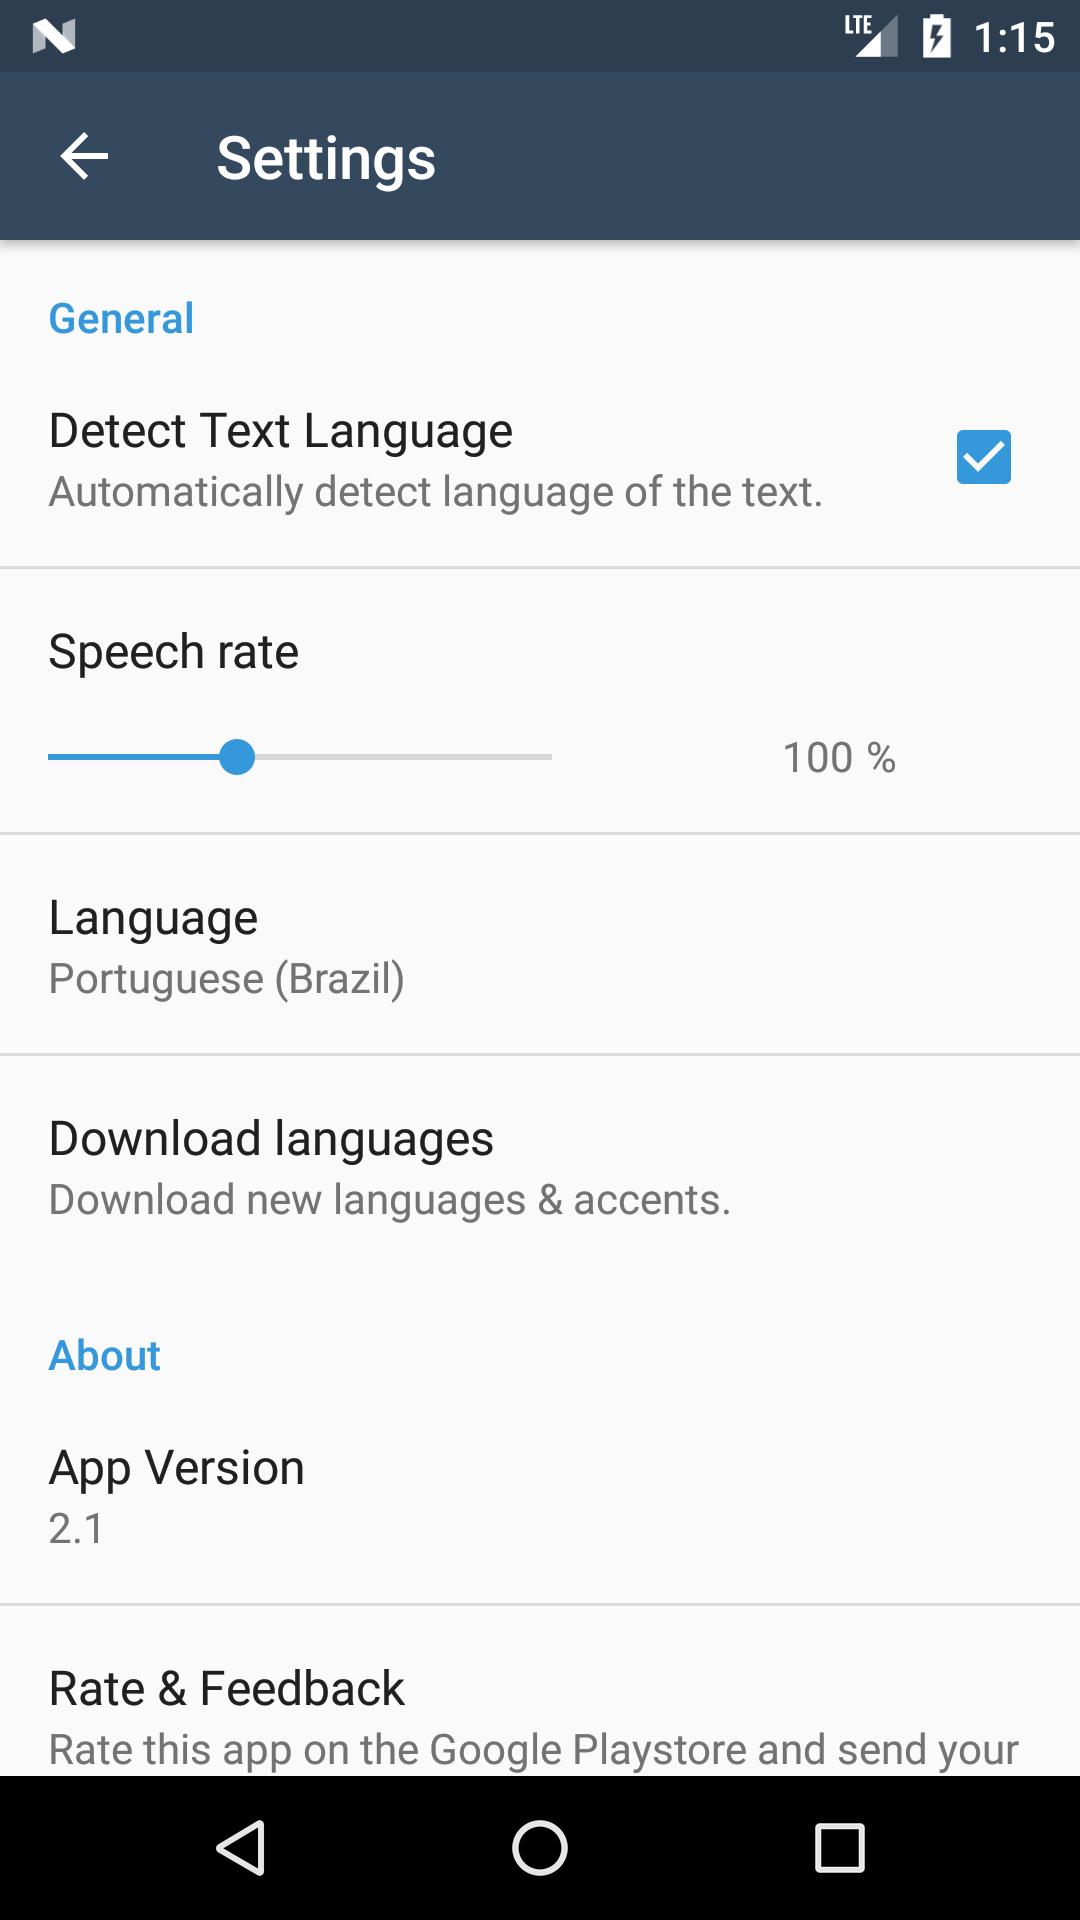 LTE 1:15
Settings
General
Detect Text Language
Automatically detect language of the text.
Speech rate
100 %
Language
Portuguese (Brazil)
Download languages
Download new languages & accents.
About
App Version
2.1
Rate & Feedback
Rate this app on the Google Playstore and send your